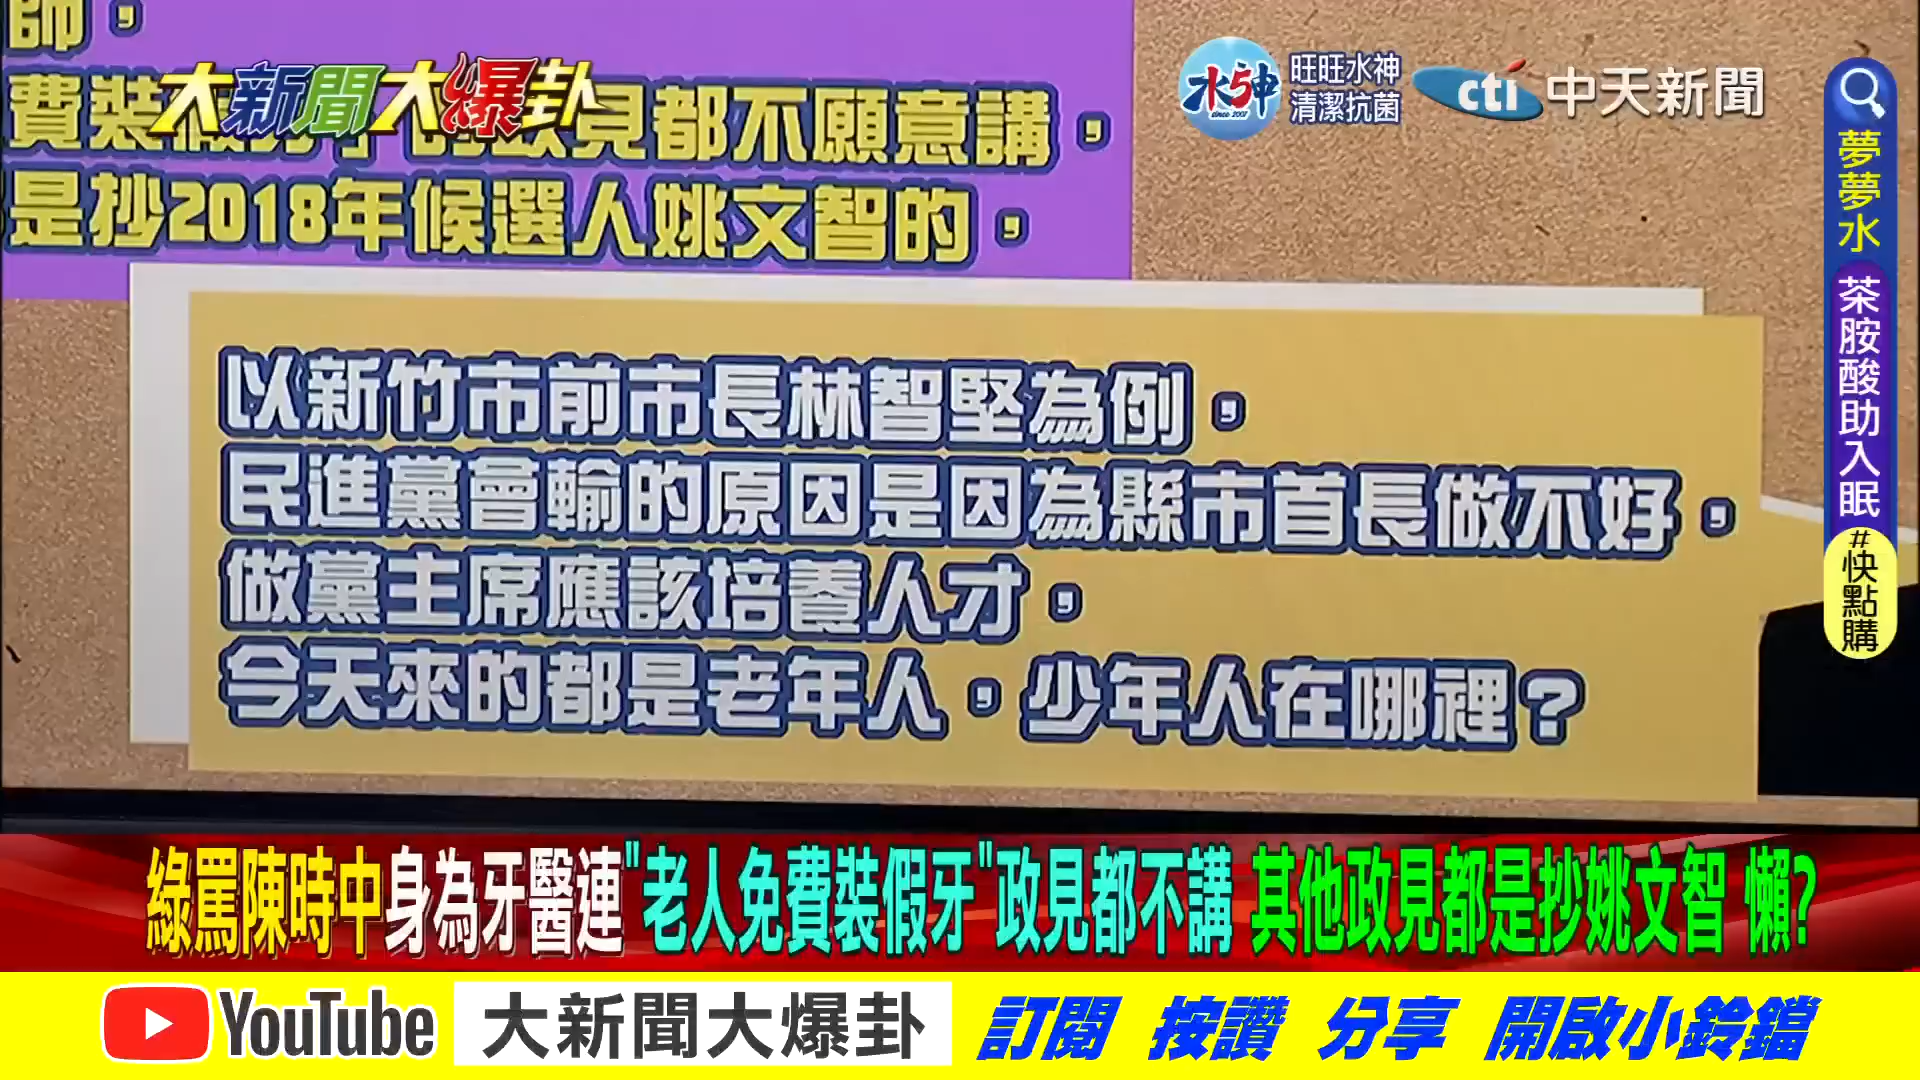 師。
大新聞大爆卦
費裝假牙」的政見都不願意講，
是抄2018年候選人姚文智的，
水神
since 2007
旺旺水神
清潔抗菌
cti 中天新聞
夢夢水
茶胺酸助入眠
#快點購
以新竹市前市長林智堅為例，
民進黨會輸的原因是因為縣市首長做不好，
做黨主席應該培養人才，
今天來的都是老年人，少年人在哪裡？
綠罵陳時中身為牙醫連"老人免費裝假牙"政見都不講 其他政見都是抄姚文智 懶?
YouTube 大新聞大爆卦 訂閱 按讚 分享 開啟小鈴鐺